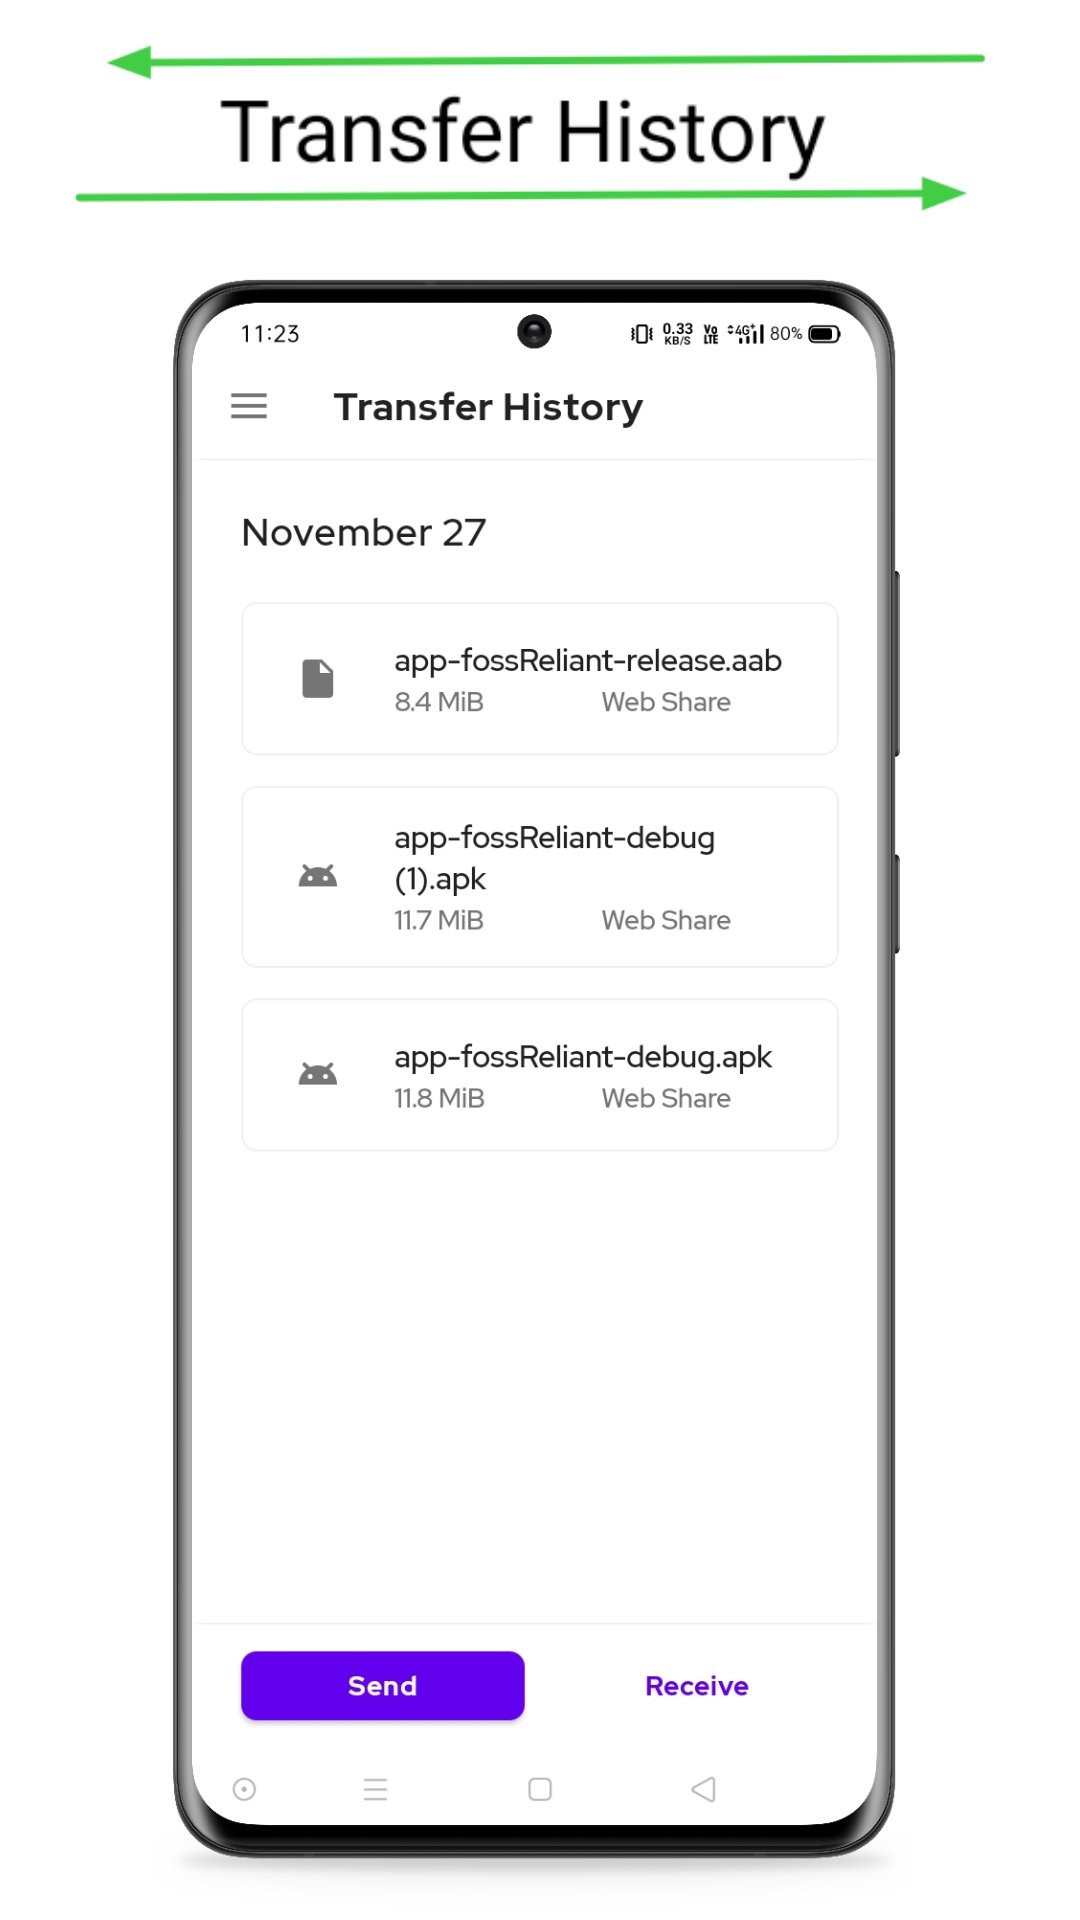 Transfer History
11:23
0.33 KB/S Vo LTE 4G+ 80%
Transfer History
November 27
app-fossReliant-release.aab
8.4 MiB Web Share
app-fossReliant-debug
(1).apk
11.7 MiB Web Share
app-fossReliant-debug.apk
11.8 MiB Web Share
Send Receive